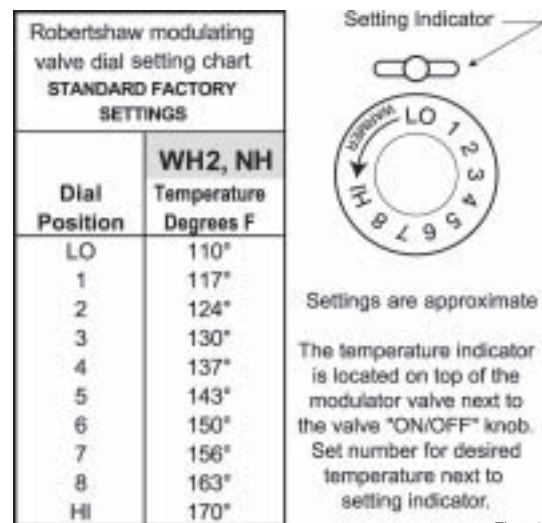 Robertshaw modulating
valve dial setting chart
STANDARD FACTORY
SETTINGS
WH2, NH
Dial Temperature
Position Degrees F
LO 110°
1 117°
2 124°
3 130°
4 137°
5 143°
6 150°
7 156°
8 163°
HI 170°
Setting Indicator
WARMER LO 1 2 3 4 5 6 7 8 HI
Settings are approximate
The temperature indicator
is located on top of the
modulator valve next to
the valve "ON/OFF" knob.
Set number for desired
temperature next to
setting indicator.